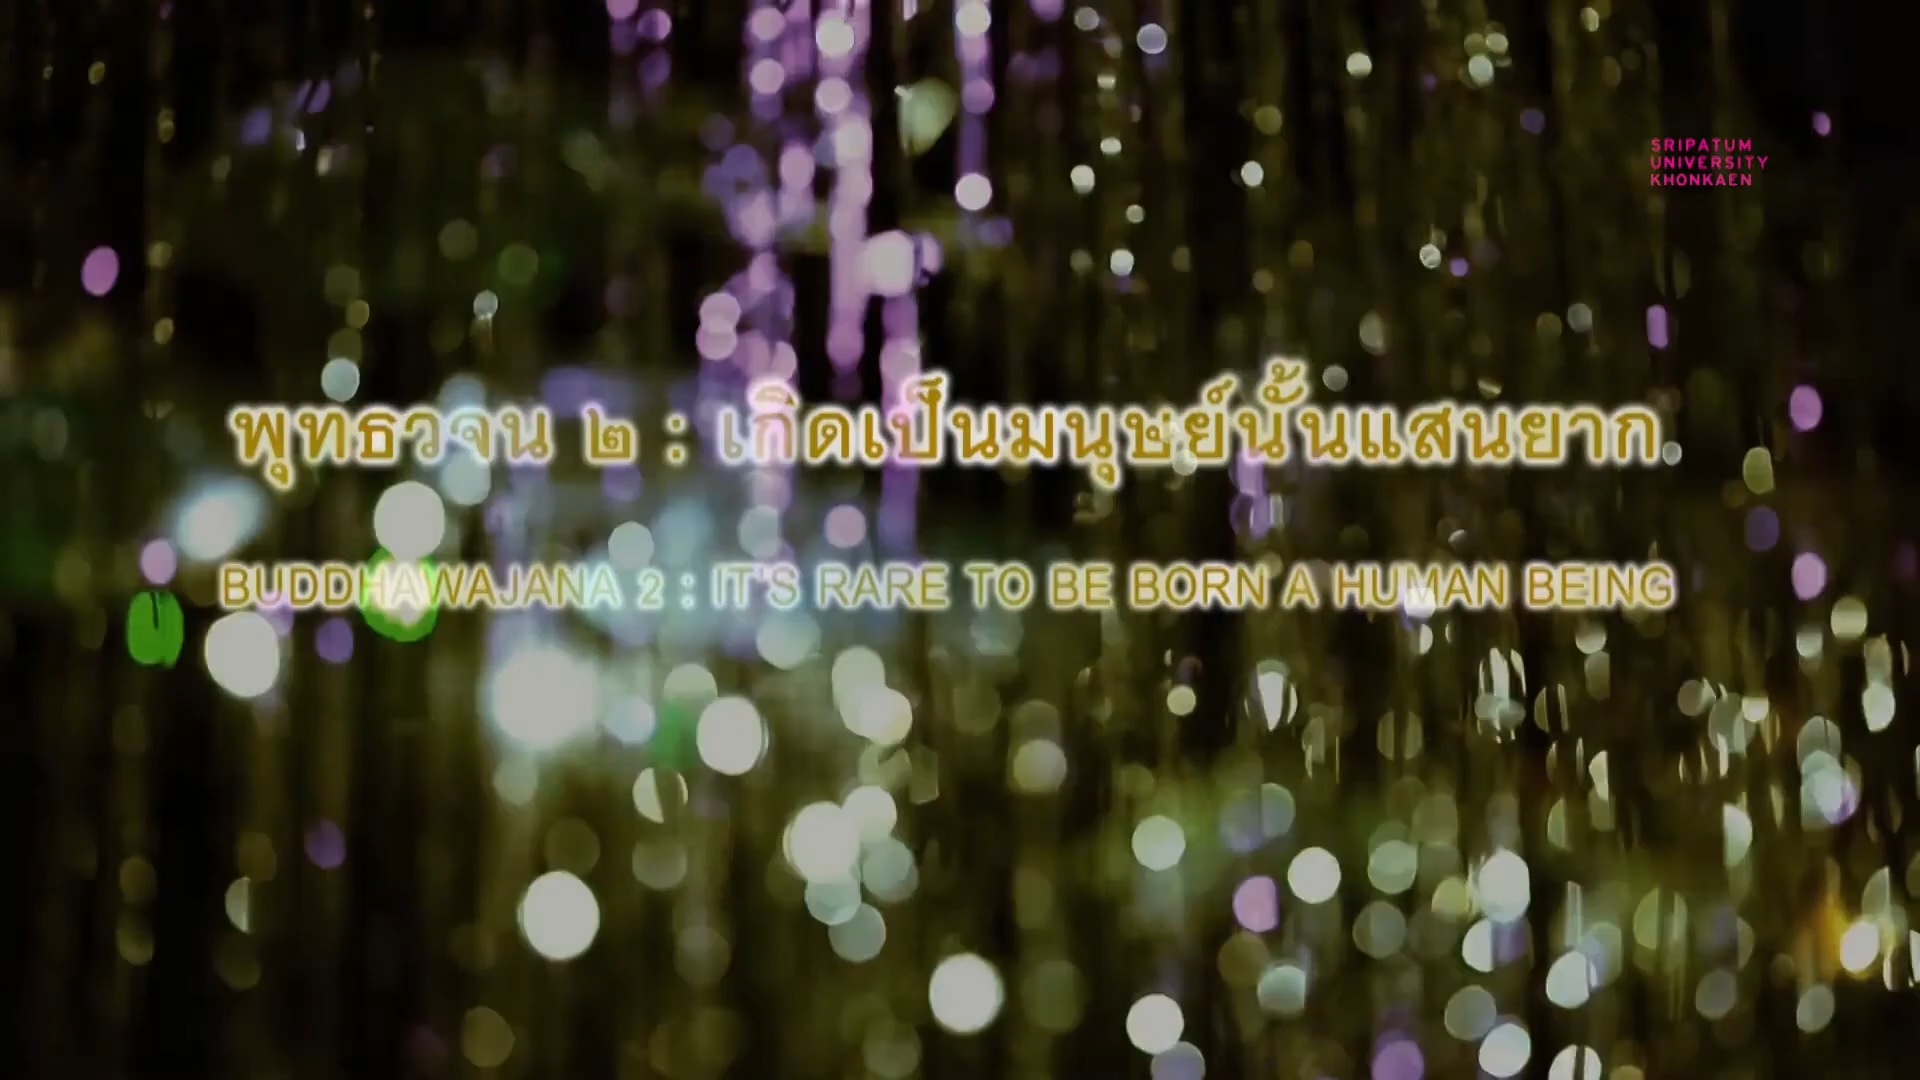 SRIPATUM
UNIVERSITY
KHONKAEN
พุทธวจน ๒ : เกิดเป็นมนุษย์นั้นแสนยาก
BUDDHAWAJANA 2 : IT'S RARE TO BE BORN A HUMAN BEING